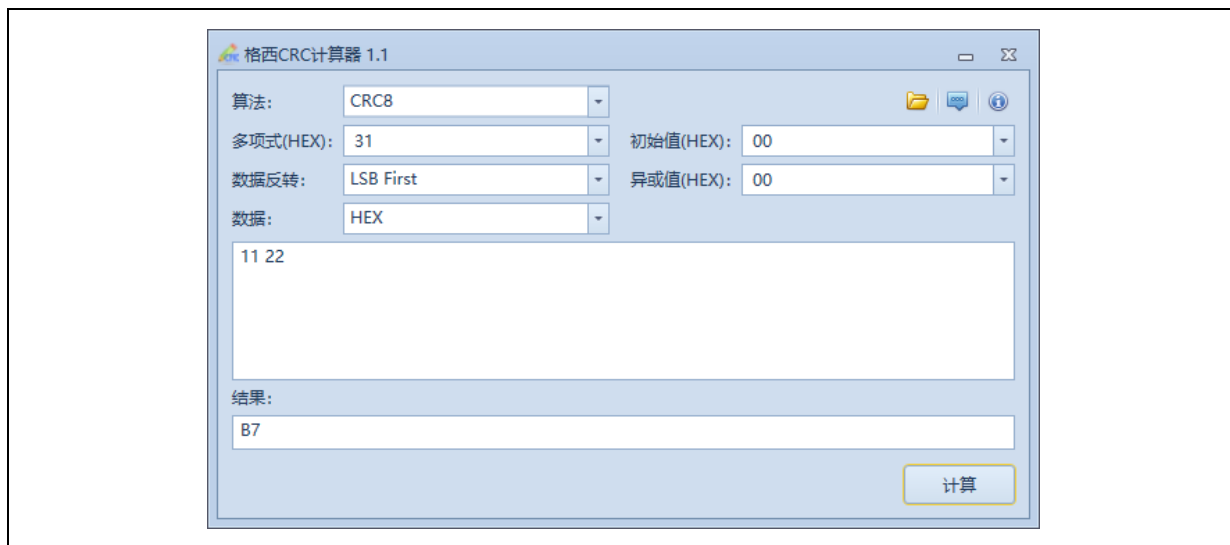 格西CRC计算器 1.1
算法: CRC8
多项式(HEX): 31 初始值(HEX): 00
数据反转: LSB First 异或值(HEX): 00
数据: HEX
11 22
结果:
B7
计算